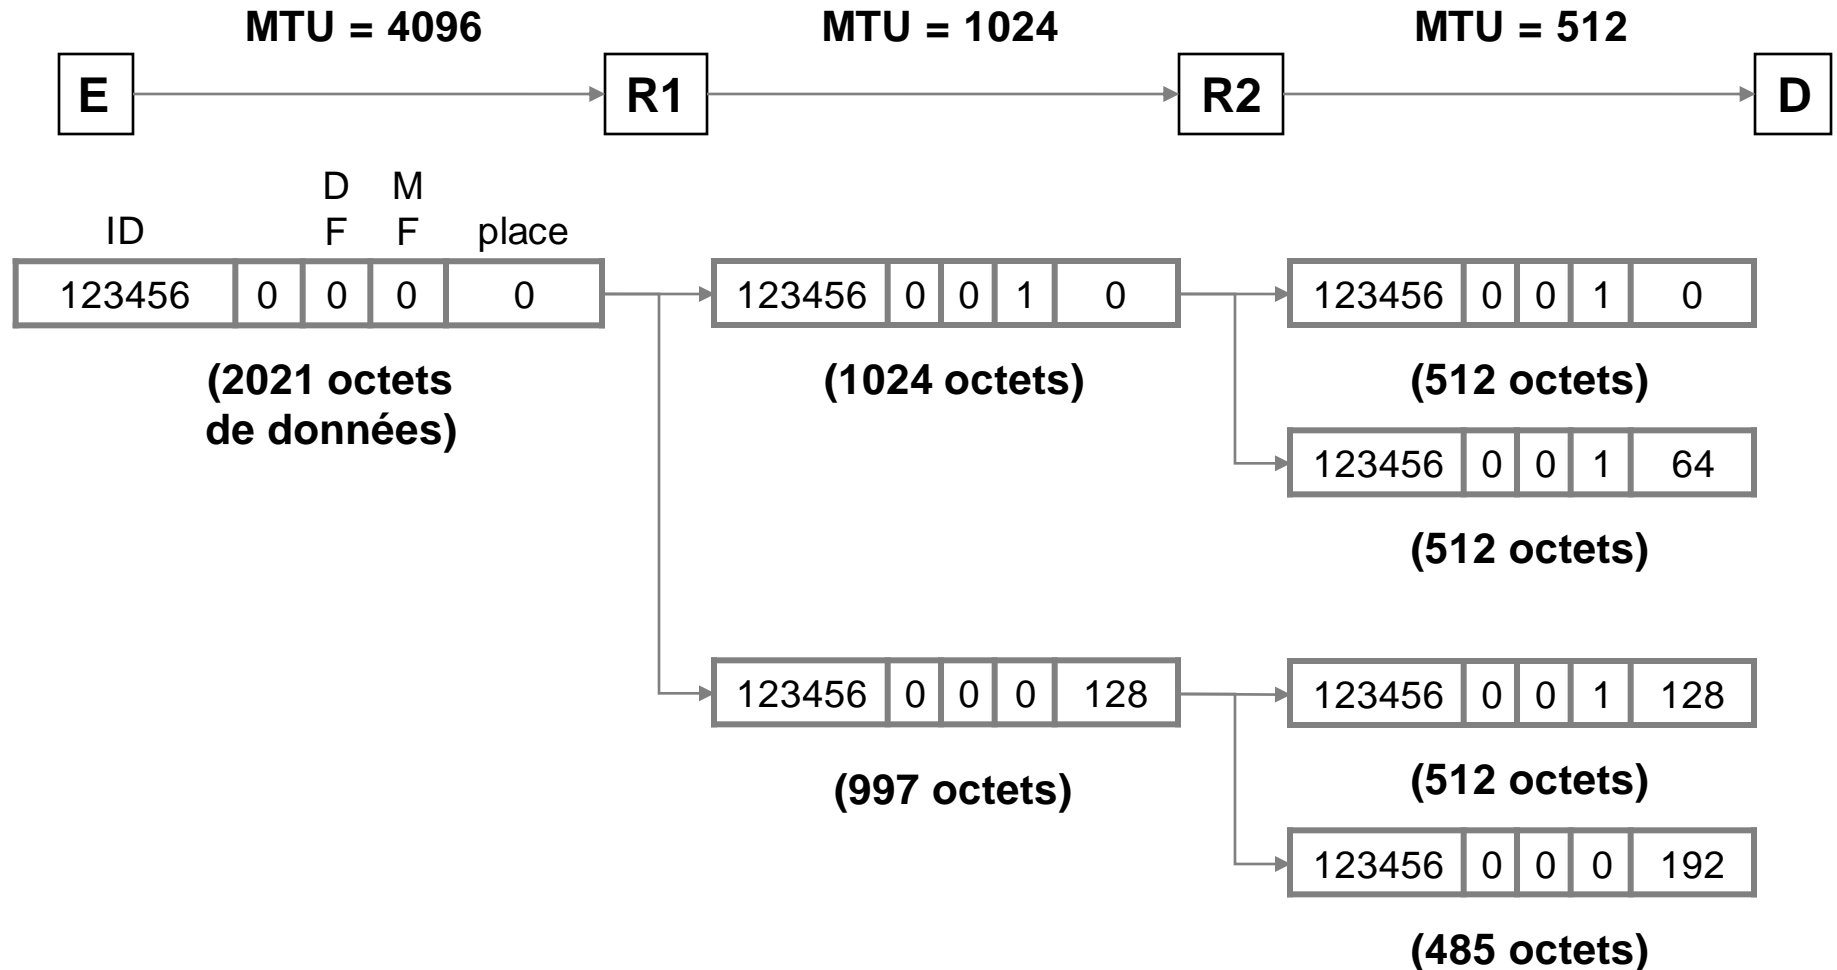 MTU = 4096 MTU = 1024 MTU = 512
E R1 R2 D
D M
ID F F place
123456 0 0 0 0 123456 0 0 1 0 123456 0 0 1 0
(2021 octets (1024 octets) (512 octets)
de données)
123456 0 0 1 64
(512 octets)
123456 0 0 0 128 123456 0 0 1 128
(997 octets) (512 octets)
123456 0 0 0 192
(485 octets)